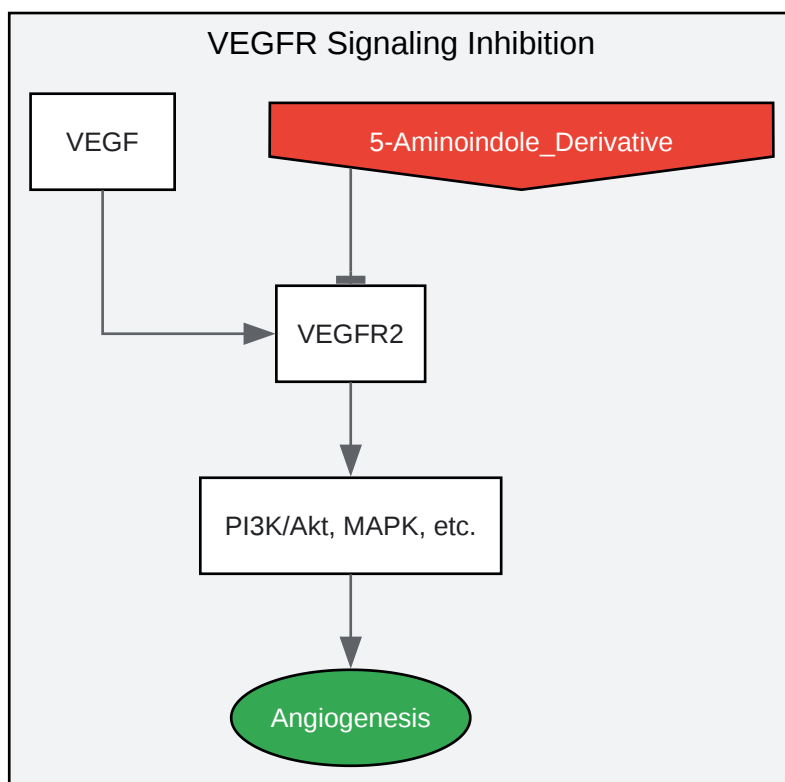 VEGFR Signaling Inhibition
VEGF
5-Aminoindole_Derivative
VEGFR2
PI3K/Akt, MAPK, etc.
Angiogenesis